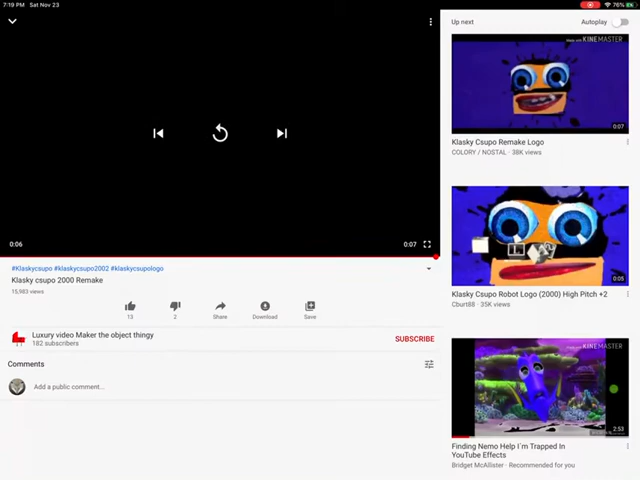 7:19 PM Sat Nov 23
76%
Up next
Autoplay
0:06
0:07
#Klaskycsupo #klaskycsupo2002 #klaskycsupologo
Klasky csupo 2000 Remake
15,983 views
13
2
Share
Download
Save
Luxury video Maker the object thingy
182 subscribers
SUBSCRIBE
Comments
Add a public comment...
KINEMASTER
0:07
Klasky Csupo Remake Logo
COLORY / NOSTAL · 38K views
0:05
Klasky Csupo Robot Logo (2000) High Pitch +2
Cburt88 · 35K views
KINEMASTER
2:53
Finding Nemo Help I`m Trapped In
YouTube Effects
Bridget McAllister · Recommended for you